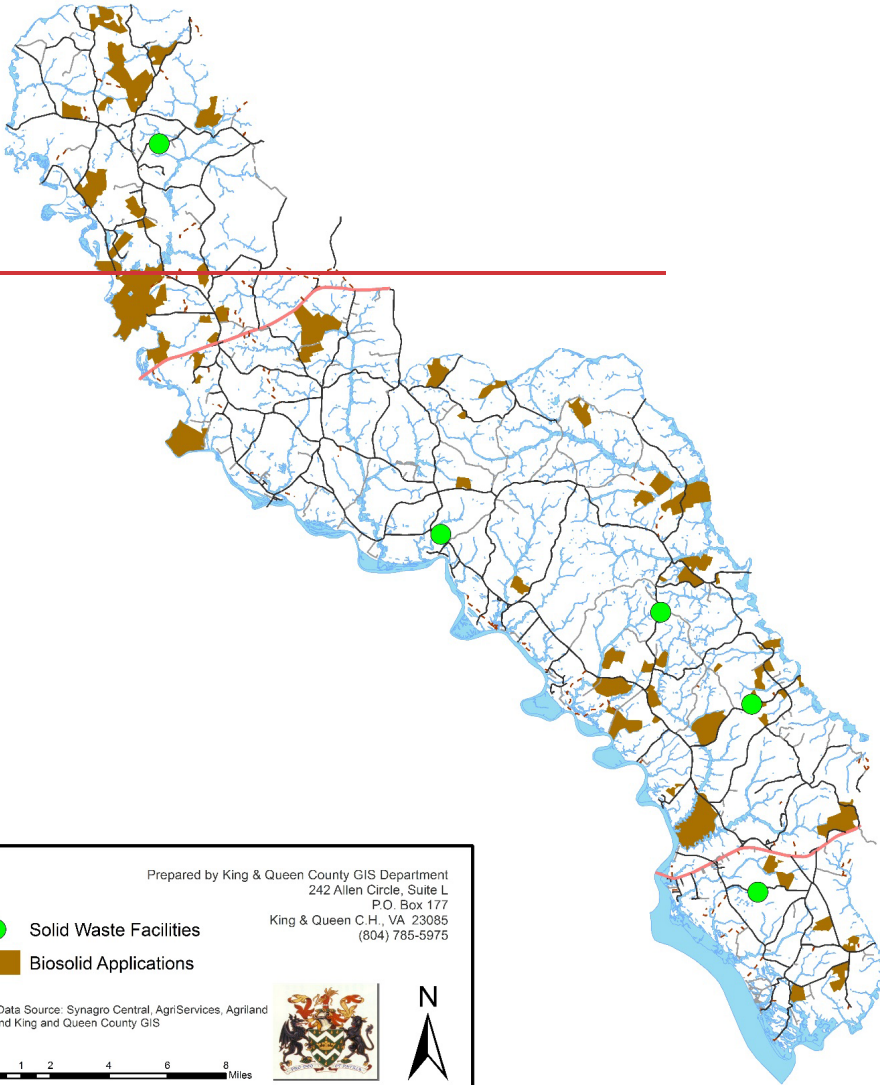 Prepared by King & Queen County GIS Department
242 Allen Circle, Suite L
P.O. Box 177
King & Queen C.H., VA 23085
(804) 785-5975
Solid Waste Facilities
Biosolid Applications
Data Source: Synagro Central, AgriServices, Agriland
nd King and Queen County GIS
N
1 2 4 6 8
Miles